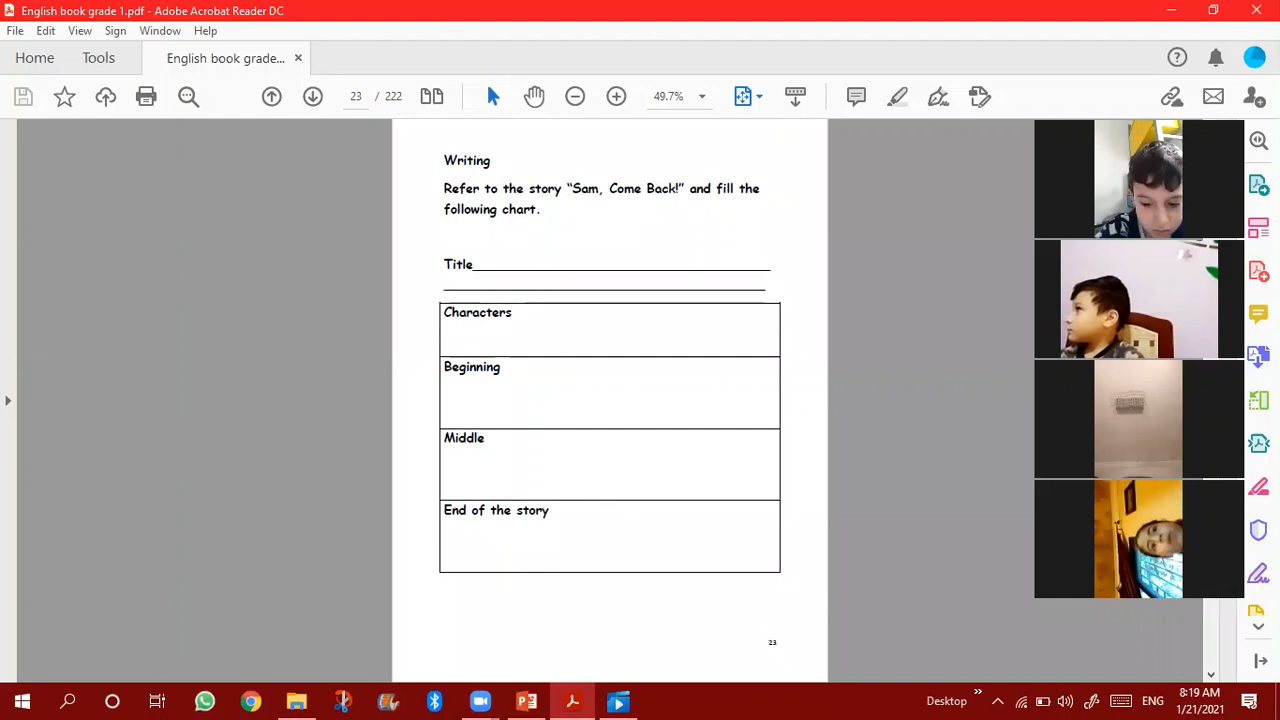 English book grade 1.pdf - Adobe Acrobat Reader DC
File Edit View Sign Window Help
Home Tools English book grade...
23 / 222 49.7%
Writing
Refer to the story “Sam, Come Back!” and fill the
following chart.
Title
Characters
Beginning
Middle
End of the story
23
Desktop ENG 8:19 AM
1/21/2021